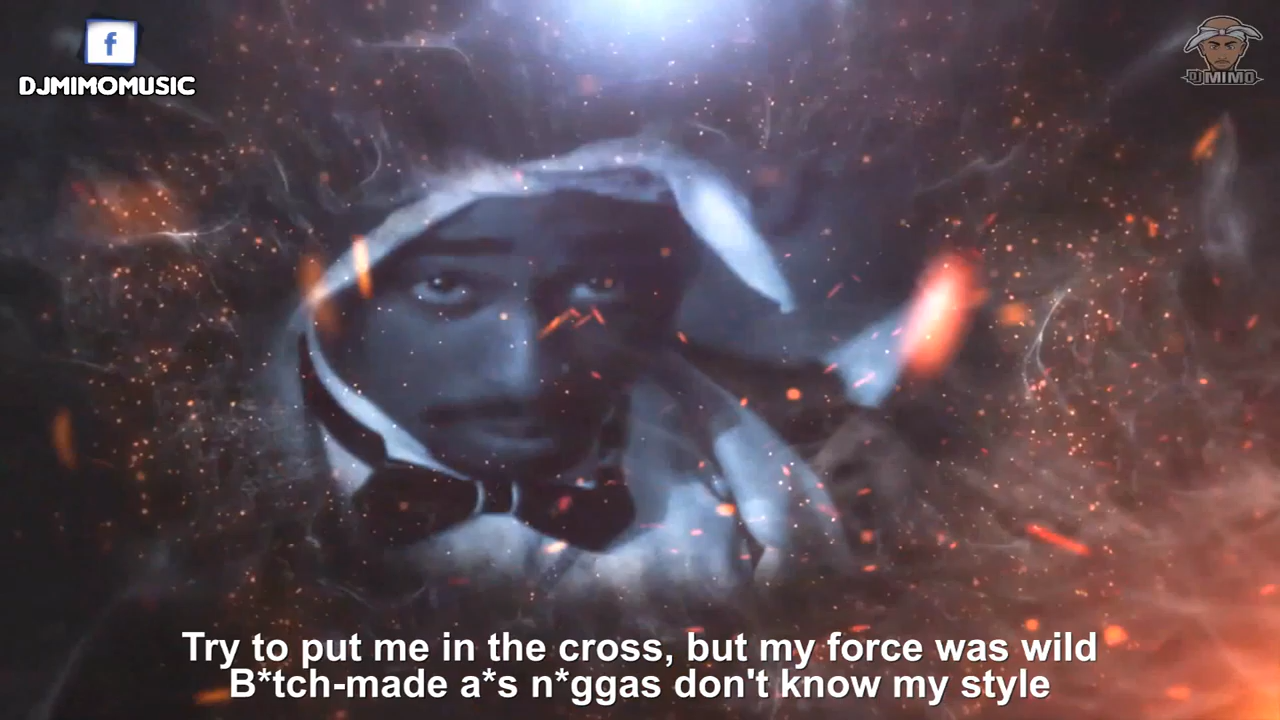 f
DJMIMOMUSIC
DJ MIMO
Try to put me in the cross, but my force was wild
B*tch-made a*s n*ggas don't know my style